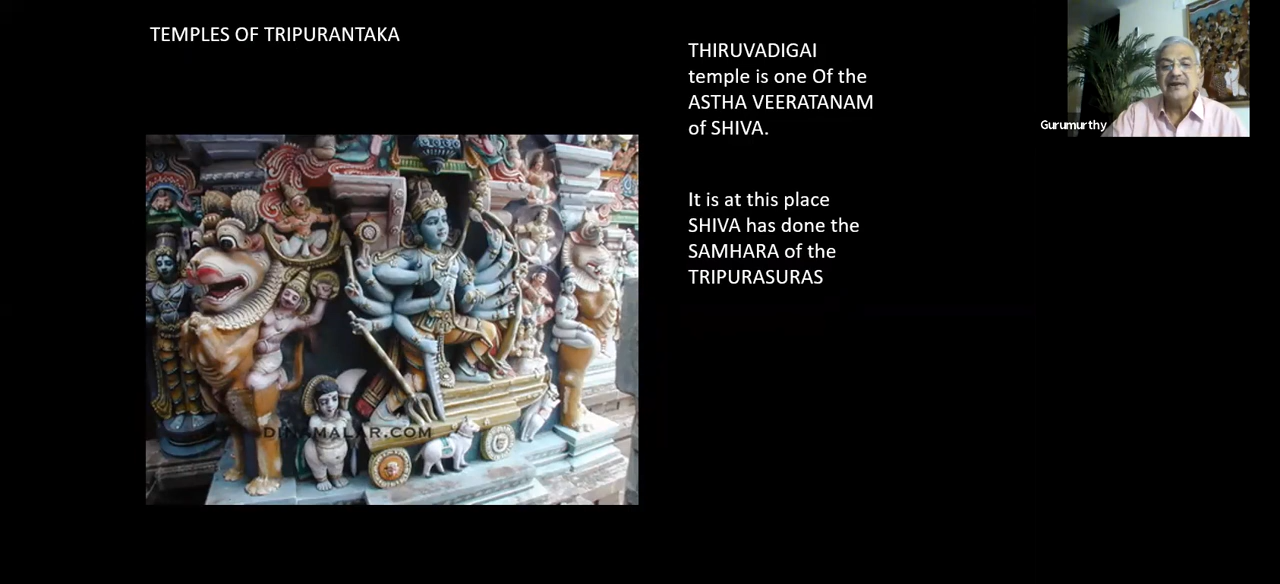 TEMPLES OF TRIPURANTAKA
THIRUVADIGAI
temple is one Of the
ASTHA VEERATANAM
of SHIVA.
It is at this place
SHIVA has done the
SAMHARA of the
TRIPURASURAS
Gurumurthy
DINAMALAR.COM